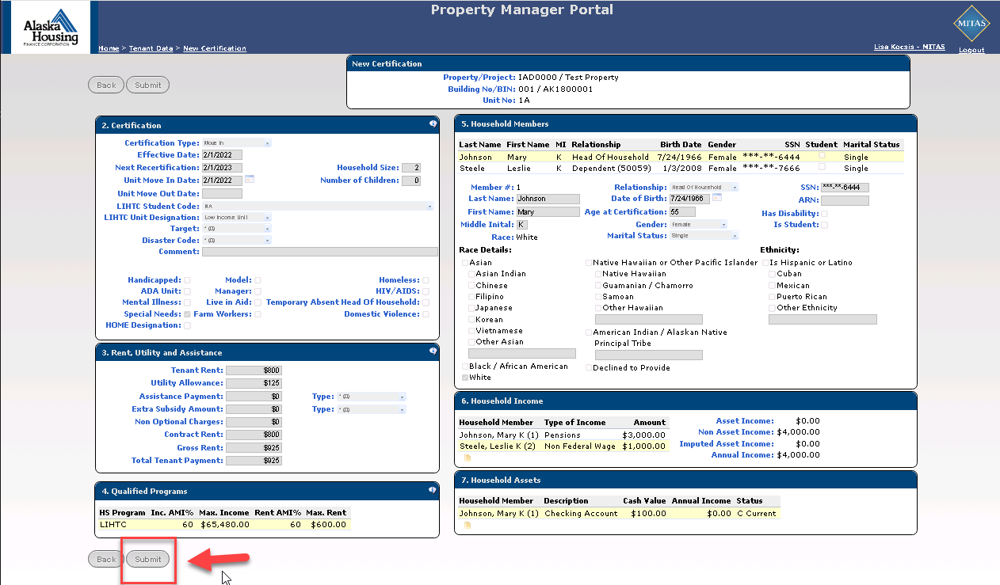 Property Manager Portal
Alaska
Housing
FINANCE CORPORATION
MITAS
Home > Tenant Data > New Certification
Lisa Kocsis - MITAS
Logout
New Certification
Property/Project: IAD0000 / Test Property
Building No/BIN: 001 / AK1800001
Unit No: 1A
Back Submit
2. Certification
Certification Type: Move In
Effective Date: 2/1/2022
Next Recertification: 2/1/2023 Household Size: 2
Unit Move In Date: 2/1/2022 Number of Children: 0
Unit Move Out Date:
LIHTC Student Code: NA
LIHTC Unit Designation: Low Income Unit
Target: * (0)
Disaster Code: * (0)
Comment:
Handicapped: Model: Homeless:
ADA Unit: Manager: HIV/AIDS:
Mental Illness: Live in Aid: Temporary Absent Head Of Household:
Special Needs: Farm Workers: Domestic Violence:
HOME Designation:
3. Rent, Utility and Assistance
Tenant Rent: $800
Utility Allowance: $125
Assistance Payment: $0 Type: * (0)
Extra Subsidy Amount: $0 Type: * (0)
Non Optional Charges: $0
Contract Rent: $800
Gross Rent: $925
Total Tenant Payment: $925
4. Qualified Programs
HS Program Inc. AMI% Max. Income Rent AMI% Max. Rent
LIHTC 60 $65,480.00 60 $600.00
5. Household Members
Last Name First Name MI Relationship Birth Date Gender SSN Student Marital Status
Johnson Mary K Head Of Household 7/24/1966 Female ***-**-6444 Single
Steele Leslie K Dependent (50059) 1/3/2008 Female ***-**-7666 Single
Member #: 1 Relationship: Head Of Household SSN: ***-**-6444
Last Name: Johnson Date of Birth: 7/24/1966 ARN:
First Name: Mary Age at Certification: 55 Has Disability:
Middle Inital: K Gender: Female Is Student:
Race: White Marital Status: Single
Race Details: Ethnicity:
Asian Native Hawaiian or Other Pacific Islander Is Hispanic or Latino
Asian Indian Native Hawaiian Cuban
Chinese Guamanian / Chamorro Mexican
Filipino Samoan Puerto Rican
Japanese Other Hawaiian Other Ethnicity
Korean
Vietnamese American Indian / Alaskan Native
Other Asian Principal Tribe
Black / African American Declined to Provide
White
6. Household Income
Household Member Type of Income Amount Asset Income: $0.00
Johnson, Mary K (1) Pensions $3,000.00 Non Asset Income: $4,000.00
Steele, Leslie K (2) Non Federal Wage $1,000.00 Imputed Asset Income: $0.00
Annual Income: $4,000.00
7. Household Assets
Household Member Description Cash Value Annual Income Status
Johnson, Mary K (1) Checking Account $100.00 $0.00 C Current
Back Submit